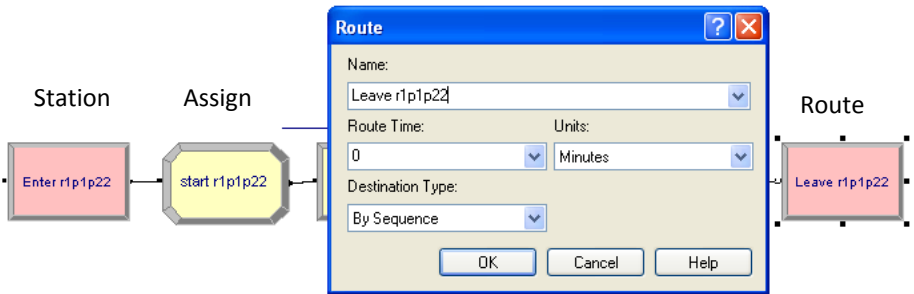 Route
Name:
Leave r1p1p22
Route Time:
Units:
0
Minutes
Destination Type:
By Sequence
OK
Cancel
Help
Station
Assign
Route
Enter r1p1p22
start r1p1p22
Leave r1p1p22